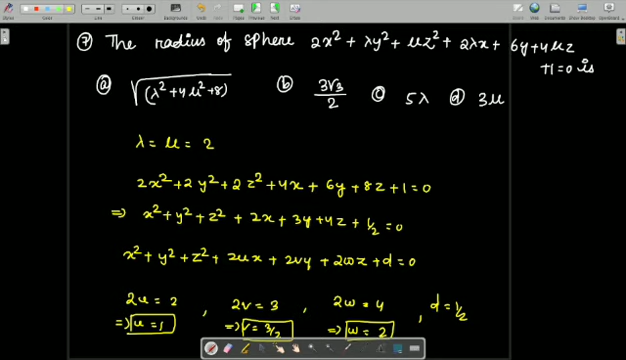 ⑦ The radius of sphere 2x² + λy² + μz² + 2λx + 6y + 4μz
+1=0 is
ⓐ √(λ²+4μ²+8) ⓑ 3√3/2 ⓒ 5λ ⓓ 3μ
λ = μ = 2
2x² + 2y² + 2z² + 4x + 6y + 8z + 1 = 0
⇒ x² + y² + z² + 2x + 3y + 4z + 1/2 = 0
x² + y² + z² + 2ux + 2vy + 2wz + d = 0
2u = 2 , 2v = 3 , 2w = 4 , d = 1/2
⇒ u = 1 ⇒ v = 3/2 ⇒ w = 2